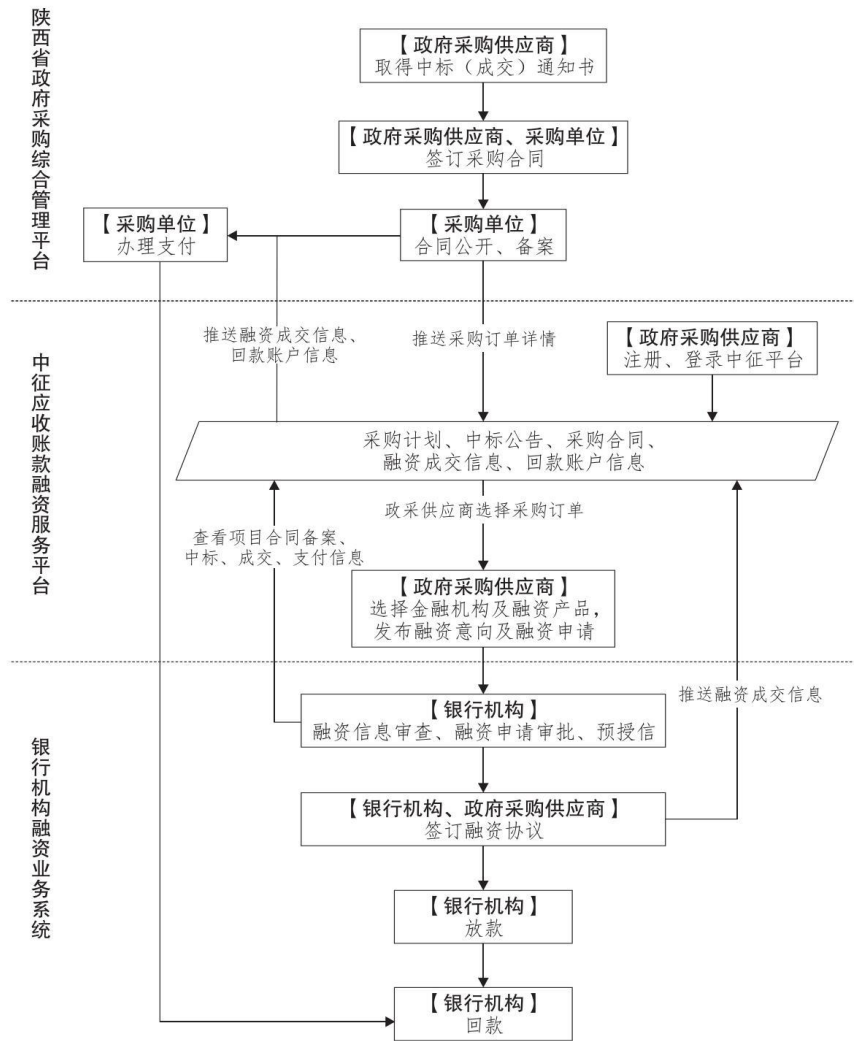 陕西省政府采购综合管理平台
【政府采购供应商】
取得中标（成交）通知书
【政府采购供应商、采购单位】
签订采购合同
【采购单位】
办理支付
【采购单位】
合同公开、备案
中征应收账款融资服务平台
推送融资成交信息、
回款账户信息
推送采购订单详情
【政府采购供应商】
注册、登录中征平台
采购计划、中标公告、采购合同、
融资成交信息、回款账户信息
查看项目合同备案、
中标、成交、支付信息
政采供应商选择采购订单
【政府采购供应商】
选择金融机构及融资产品，
发布融资意向及融资申请
银行机构融资业务系统
【银行机构】
融资信息审查、融资申请审批、预授信
推送融资成交信息
【银行机构、政府采购供应商】
签订融资协议
【银行机构】
放款
【银行机构】
回款